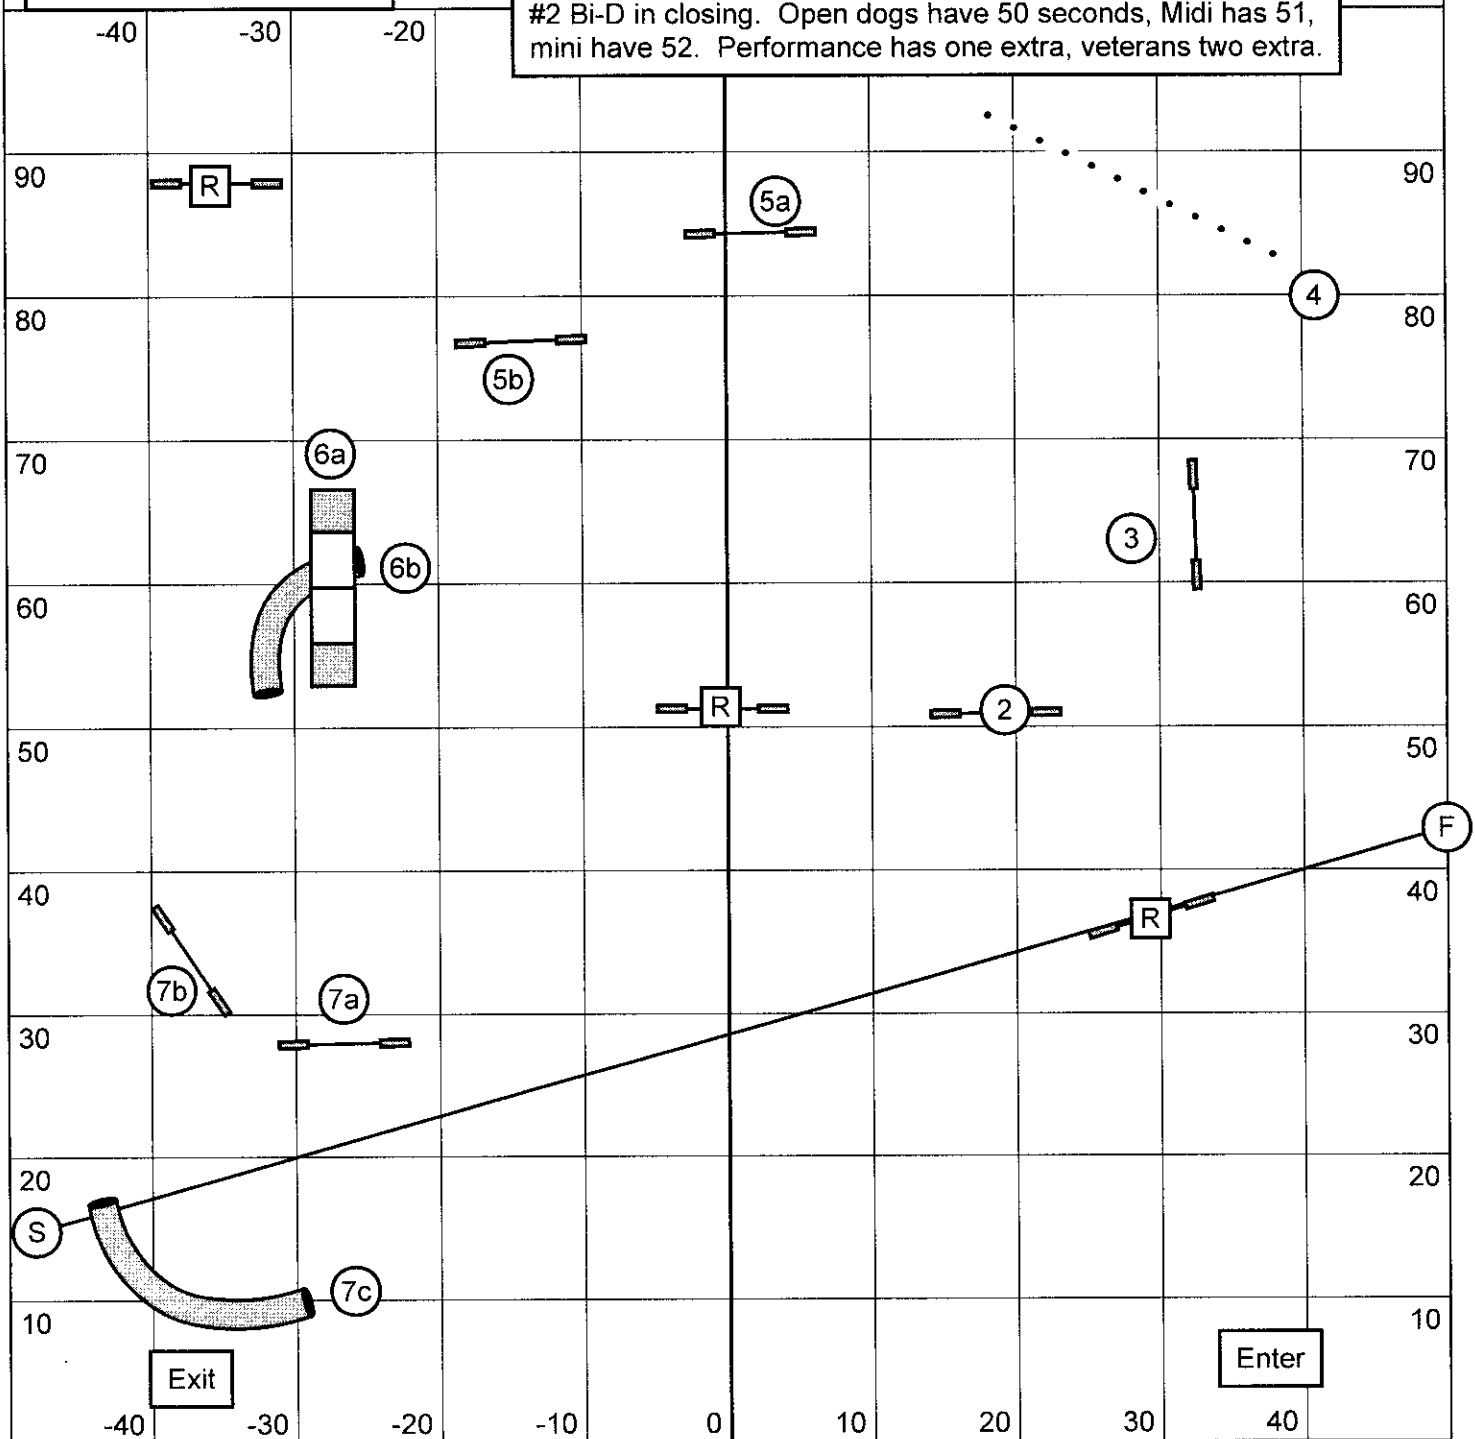 #2 Bi-D in closing. Open dogs have 50 seconds, Midi has 51,
mini have 52. Performance has one extra, veterans two extra.
-40 -30 -20
90 R 5a 90
4
80 80
5b
70 6a 70
3
6b
60 60
R 2
50 50
F
40 R 40
7b 7a
30 30
20 20
S
7c
10 10
Exit Enter
-40 -30 -20 -10 0 10 20 30 40